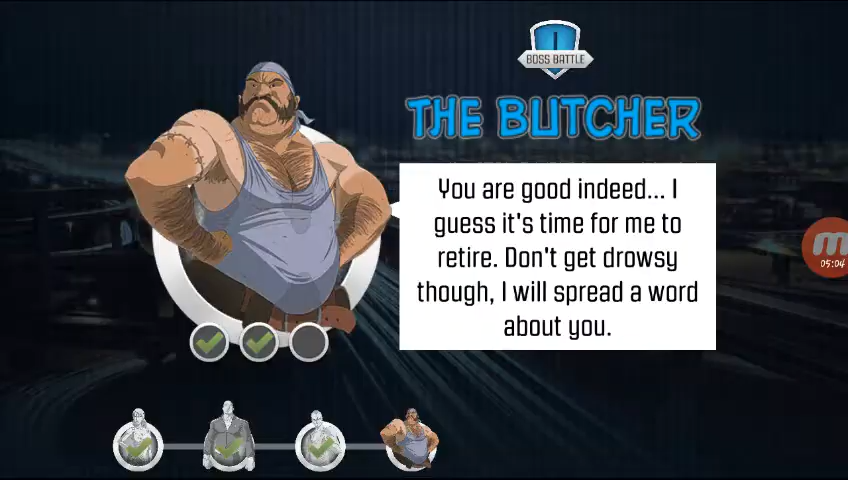 I
BOSS BATTLE
THE BUTCHER
You are good indeed... I
guess it's time for me to
retire. Don't get drowsy
though, I will spread a word
about you.
05:04